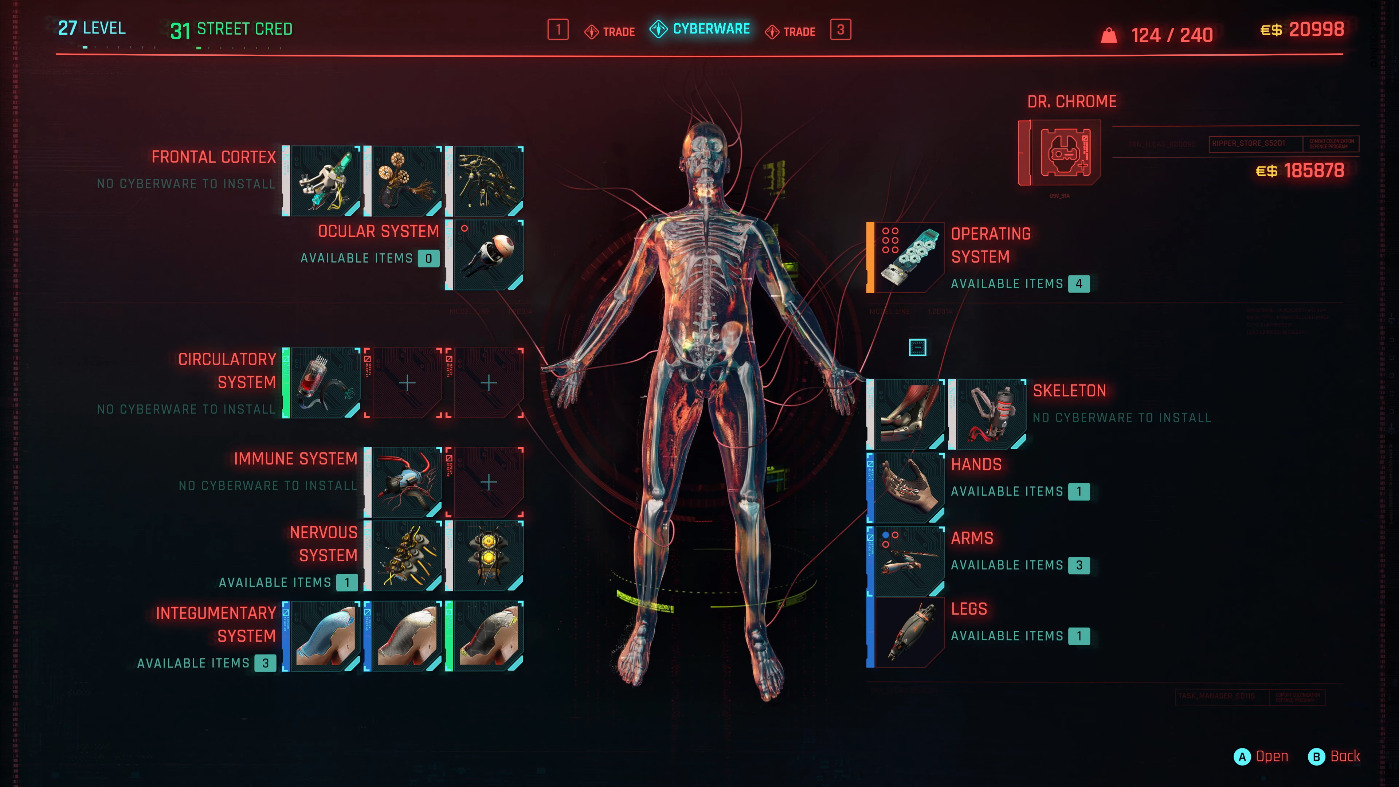 27 LEVEL
31 STREET CRED
1 TRADE CYBERWARE TRADE 3
124 / 240
€$ 20998
DR. CHROME
RIPPER_STORE_S52D1
€$ 185878
FRONTAL CORTEX
NO CYBERWARE TO INSTALL
OCULAR SYSTEM
AVAILABLE ITEMS 0
CIRCULATORY
SYSTEM
NO CYBERWARE TO INSTALL
IMMUNE SYSTEM
NO CYBERWARE TO INSTALL
NERVOUS
SYSTEM
AVAILABLE ITEMS 1
INTEGUMENTARY
SYSTEM
AVAILABLE ITEMS 3
OPERATING
SYSTEM
AVAILABLE ITEMS 4
SKELETON
NO CYBERWARE TO INSTALL
HANDS
AVAILABLE ITEMS 1
ARMS
AVAILABLE ITEMS 3
LEGS
AVAILABLE ITEMS 1
A Open B Back